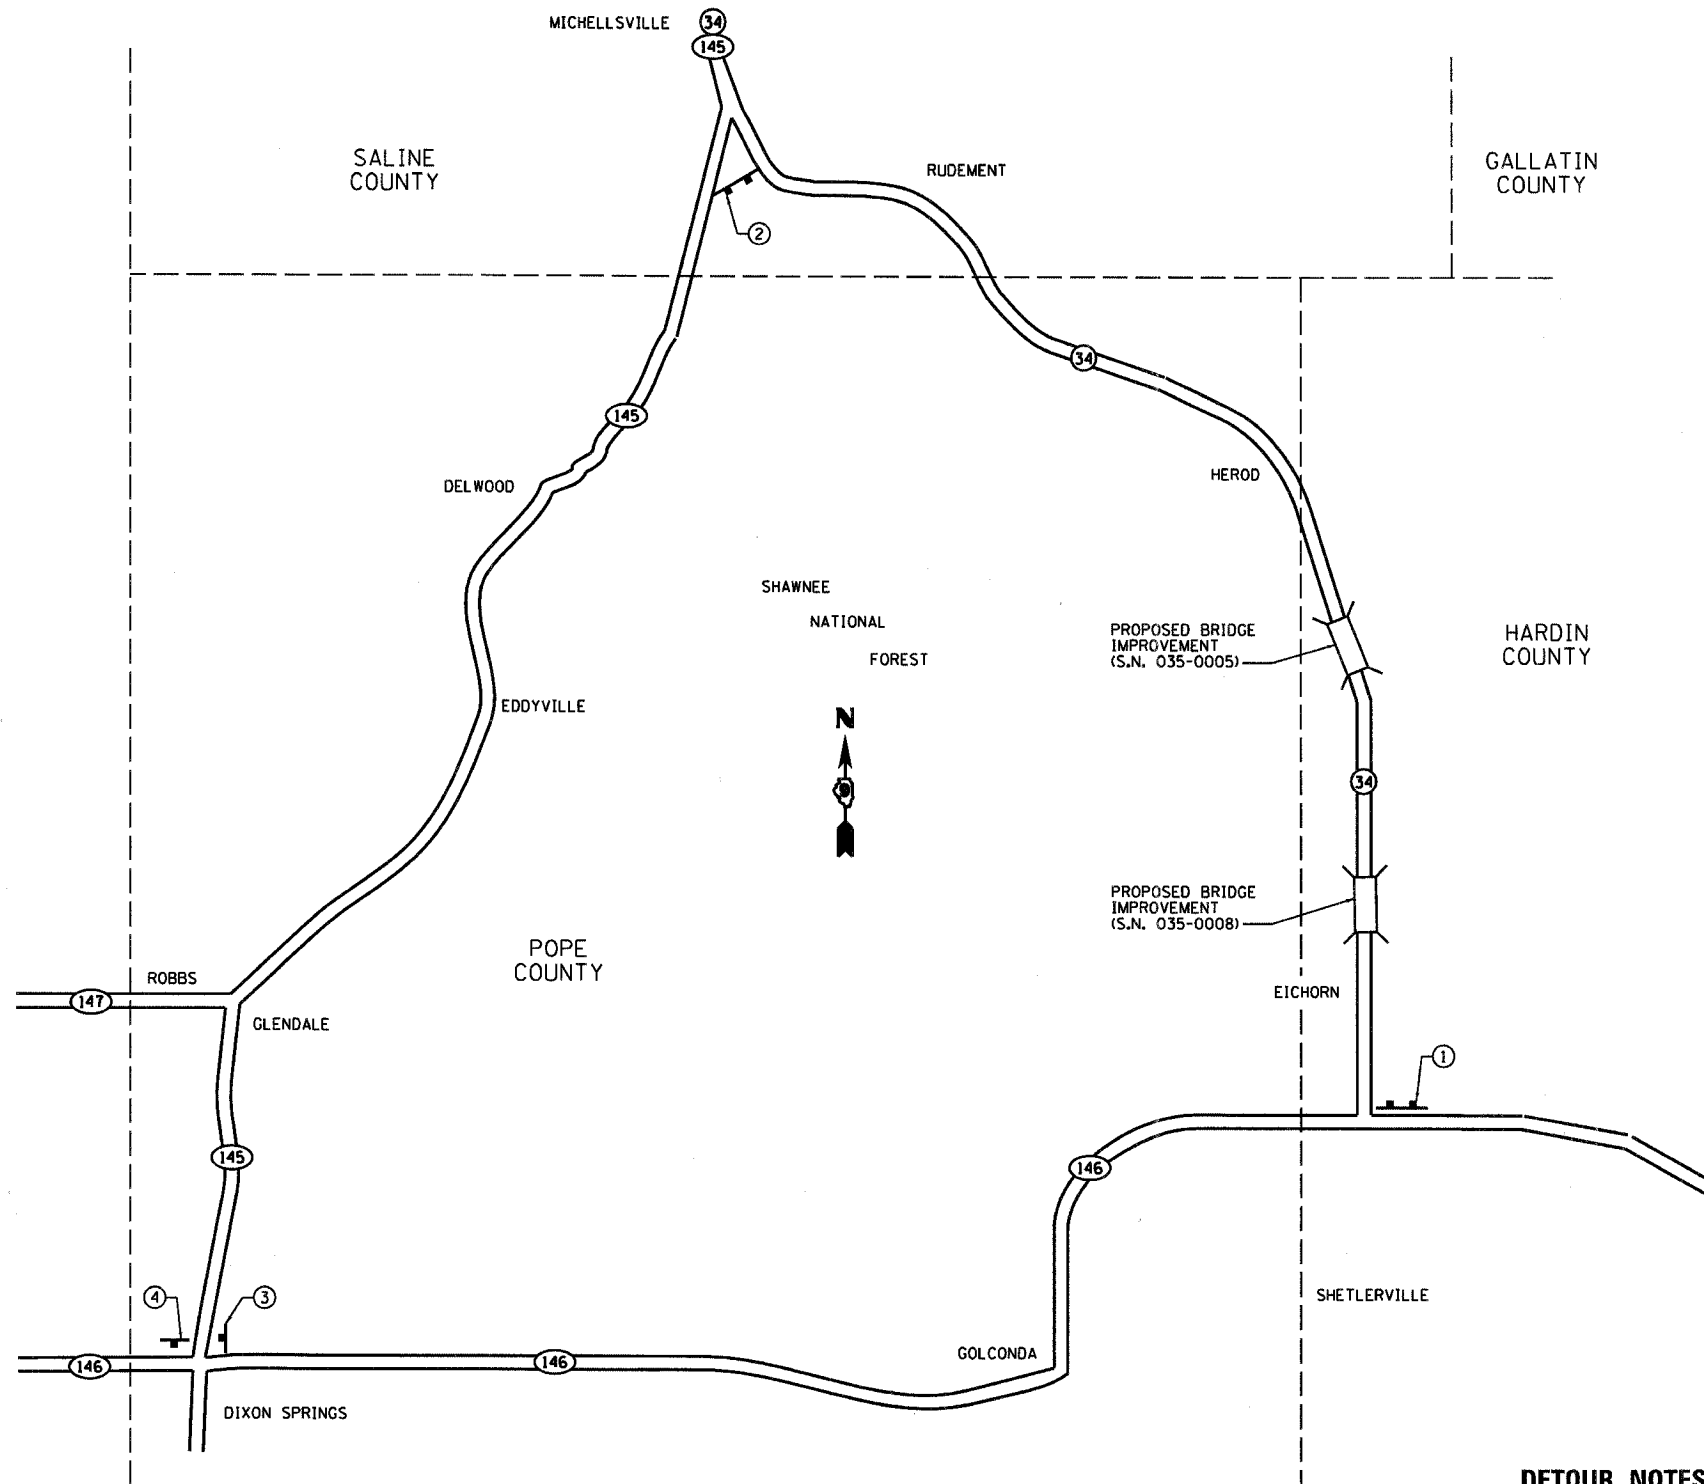 MICHELLSVILLE
34
145
SALINE
COUNTY
RUDEMENT
GALLATIN
COUNTY
2
34
145
DELWOOD
HEROD
SHAWNEE
NATIONAL
FOREST
PROPOSED BRIDGE
IMPROVEMENT
(S.N. 035-0005)
HARDIN
COUNTY
EDDYVILLE
N
9
34
PROPOSED BRIDGE
IMPROVEMENT
(S.N. 035-0008)
POPE
COUNTY
ROBBS
147
GLENDALE
EICHORN
1
145
146
4
3
SHETLERVILLE
146
146
GOLCONDA
DIXON SPRINGS
DETOUR NOTES